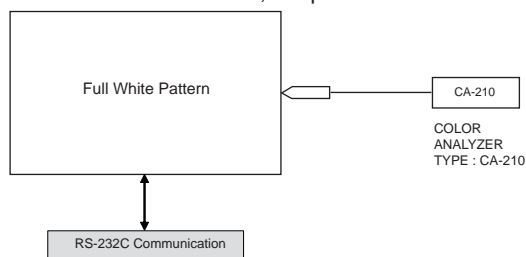 Full White Pattern
CA-210
COLOR
ANALYZER
TYPE : CA-210
RS-232C Communication